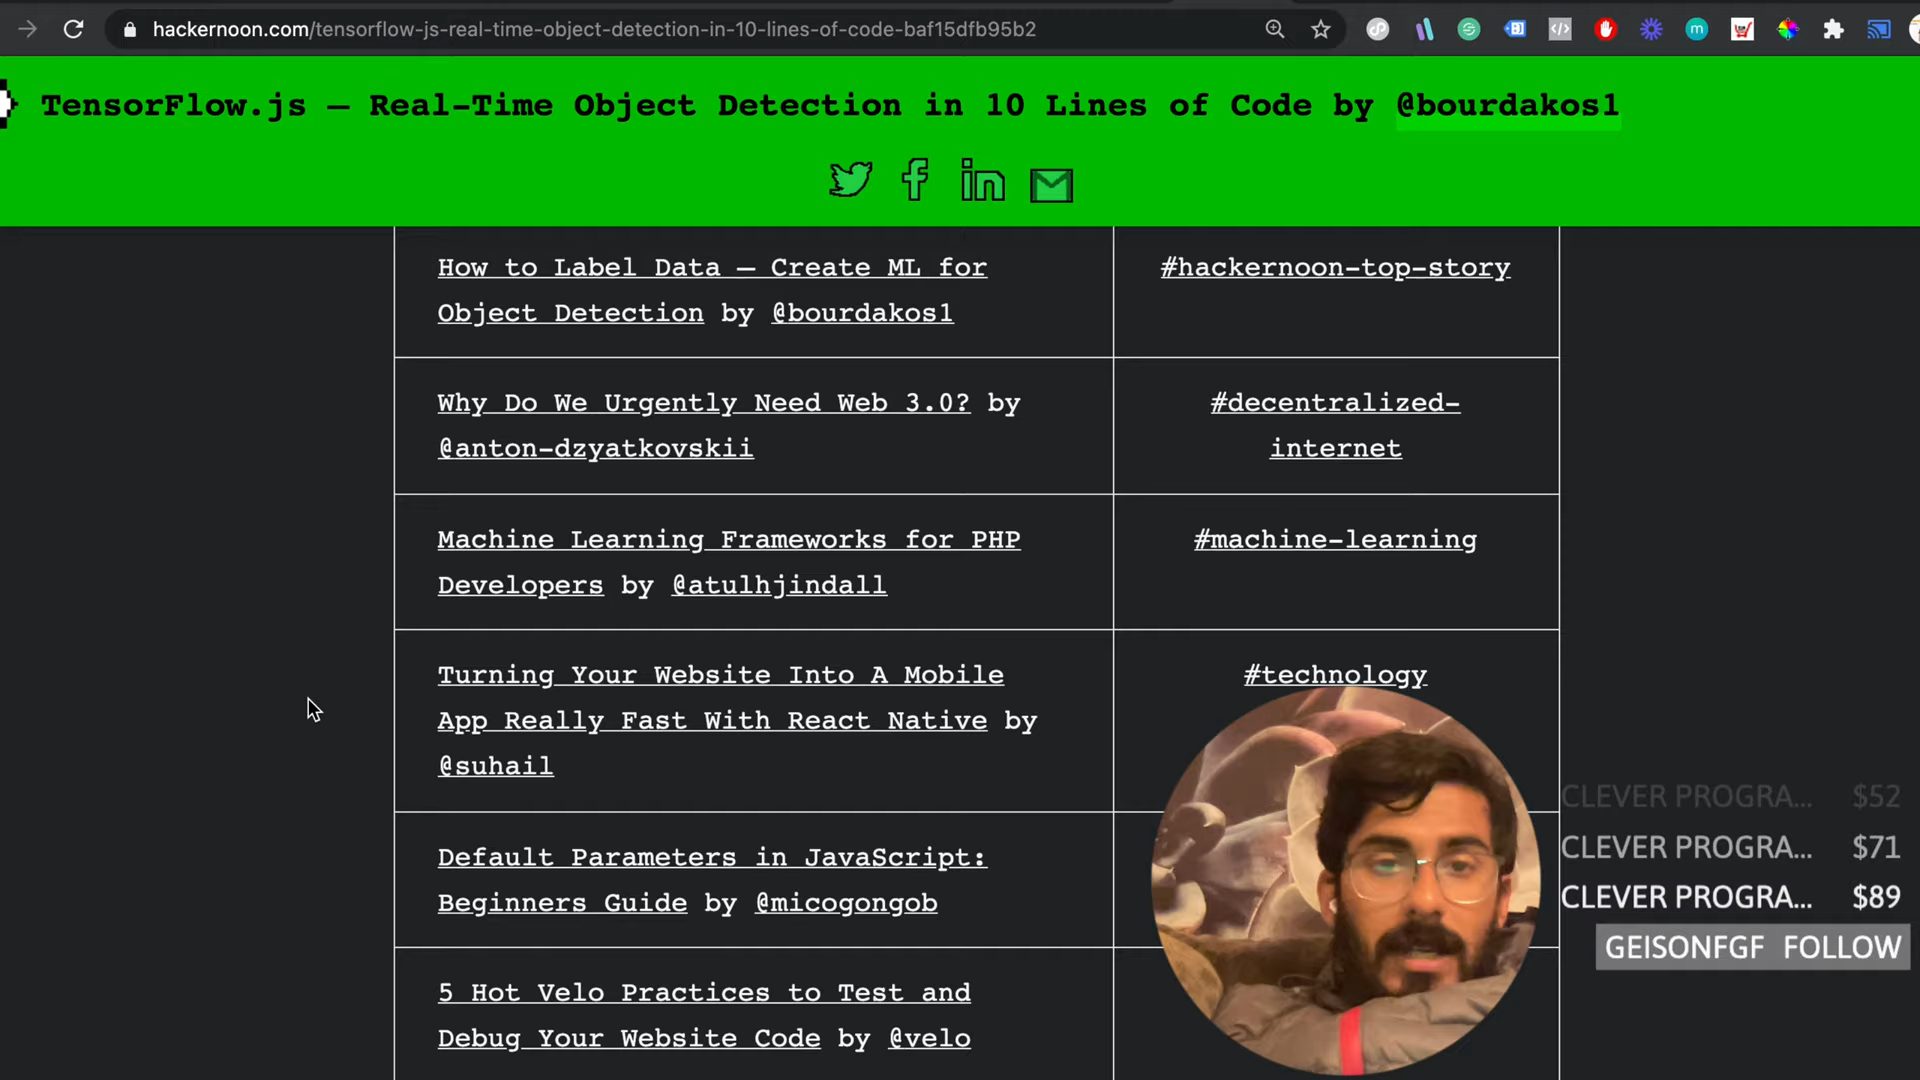 hackernoon.com/tensorflow-js-real-time-object-detection-in-10-lines-of-code-baf15dfb95b2
TensorFlow.js — Real-Time Object Detection in 10 Lines of Code by @bourdakos1
How to Label Data — Create ML for
Object Detection by @bourdakos1
#hackernoon-top-story
Why Do We Urgently Need Web 3.0? by
@anton-dzyatkovskii
#decentralized-
internet
Machine Learning Frameworks for PHP
Developers by @atulhjindall
#machine-learning
Turning Your Website Into A Mobile
App Really Fast With React Native by
@suhail
#technology
Default Parameters in JavaScript:
Beginners Guide by @micogongob
5 Hot Velo Practices to Test and
Debug Your Website Code by @velo
CLEVER PROGRA... $52
CLEVER PROGRA... $71
CLEVER PROGRA... $89
GEISONFGF FOLLOW